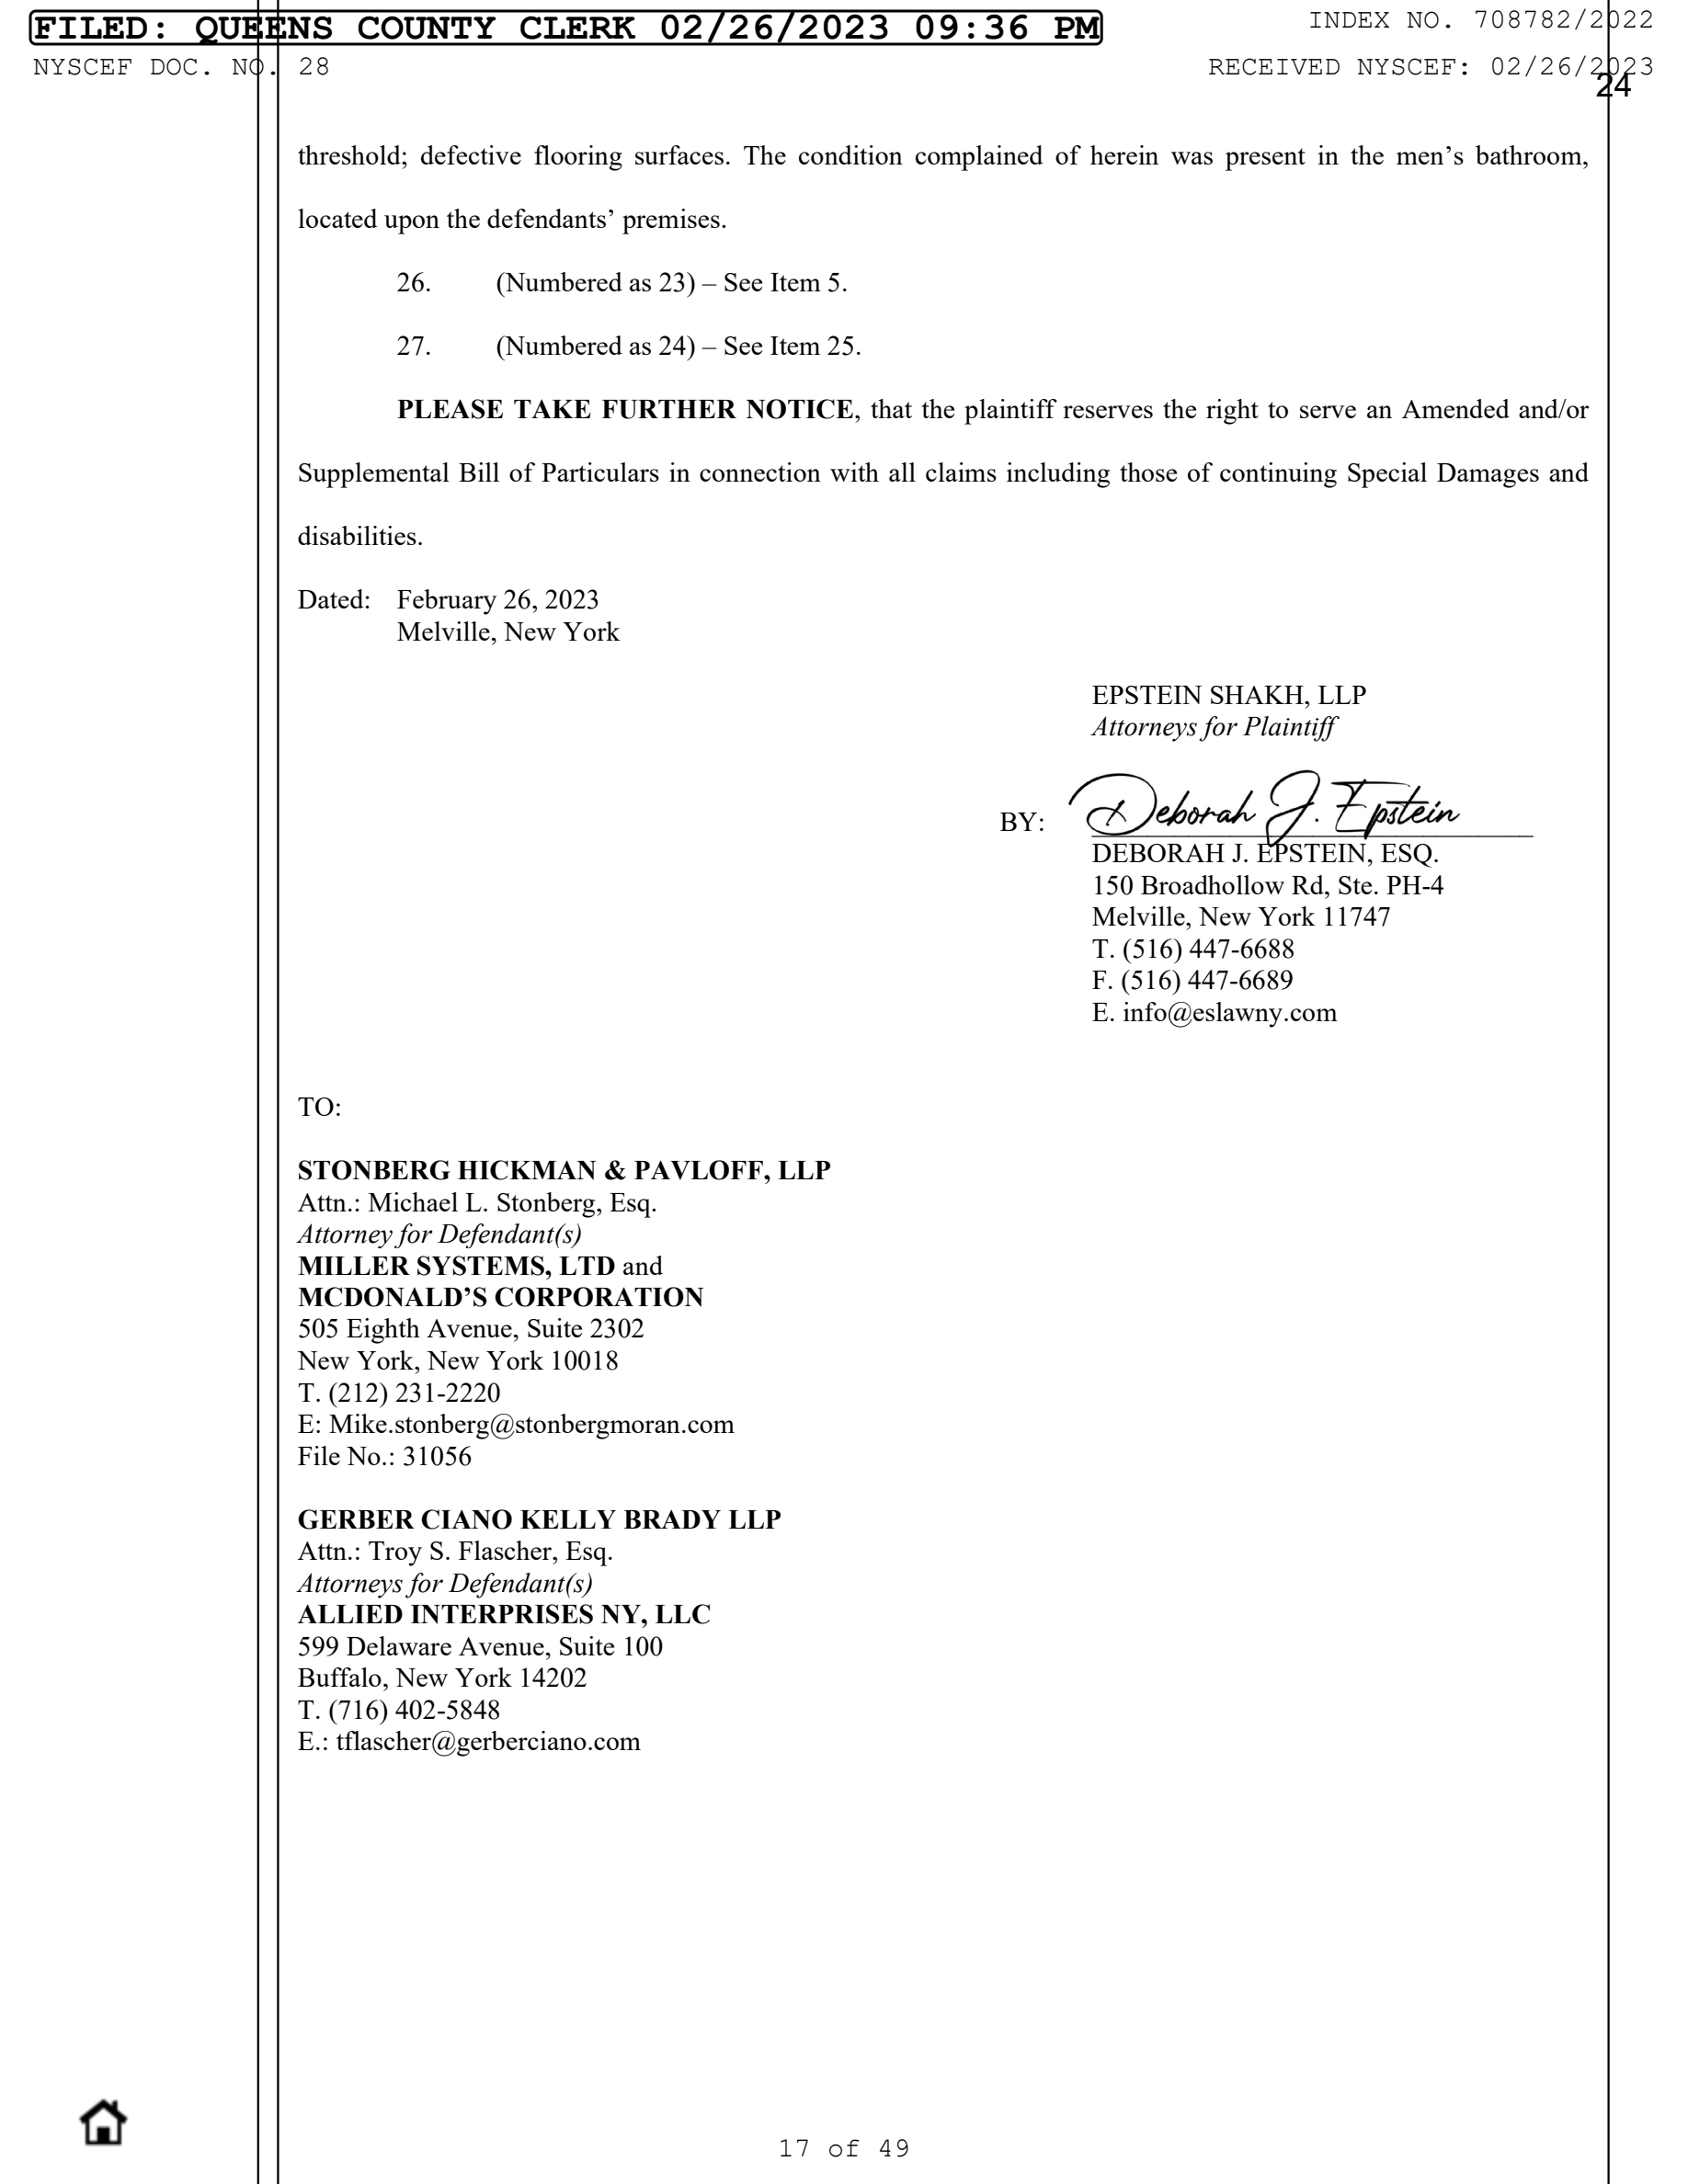 FILED: QUEENS COUNTY CLERK 02/26/2023 09:36 PM
INDEX NO. 708782/2022
NYSCEF DOC. NO. 28
RECEIVED NYSCEF: 02/26/2023
24
threshold; defective flooring surfaces. The condition complained of herein was present in the men’s bathroom,
located upon the defendants’ premises.
26. (Numbered as 23) – See Item 5.
27. (Numbered as 24) – See Item 25.
PLEASE TAKE FURTHER NOTICE, that the plaintiff reserves the right to serve an Amended and/or
Supplemental Bill of Particulars in connection with all claims including those of continuing Special Damages and
disabilities.
Dated: February 26, 2023
Melville, New York
EPSTEIN SHAKH, LLP
Attorneys for Plaintiff
BY: Deborah J. Epstein
DEBORAH J. EPSTEIN, ESQ.
150 Broadhollow Rd, Ste. PH-4
Melville, New York 11747
T. (516) 447-6688
F. (516) 447-6689
E. info@eslawny.com
TO:
STONBERG HICKMAN & PAVLOFF, LLP
Attn.: Michael L. Stonberg, Esq.
Attorney for Defendant(s)
MILLER SYSTEMS, LTD and
MCDONALD’S CORPORATION
505 Eighth Avenue, Suite 2302
New York, New York 10018
T. (212) 231-2220
E: Mike.stonberg@stonbergmoran.com
File No.: 31056
GERBER CIANO KELLY BRADY LLP
Attn.: Troy S. Flascher, Esq.
Attorneys for Defendant(s)
ALLIED INTERPRISES NY, LLC
599 Delaware Avenue, Suite 100
Buffalo, New York 14202
T. (716) 402-5848
E.: tflascher@gerberciano.com
17 of 49